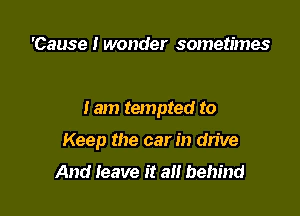 'Cause I wonder sometimes
I am tempted to
Keep the car in drive
And leave it all behind